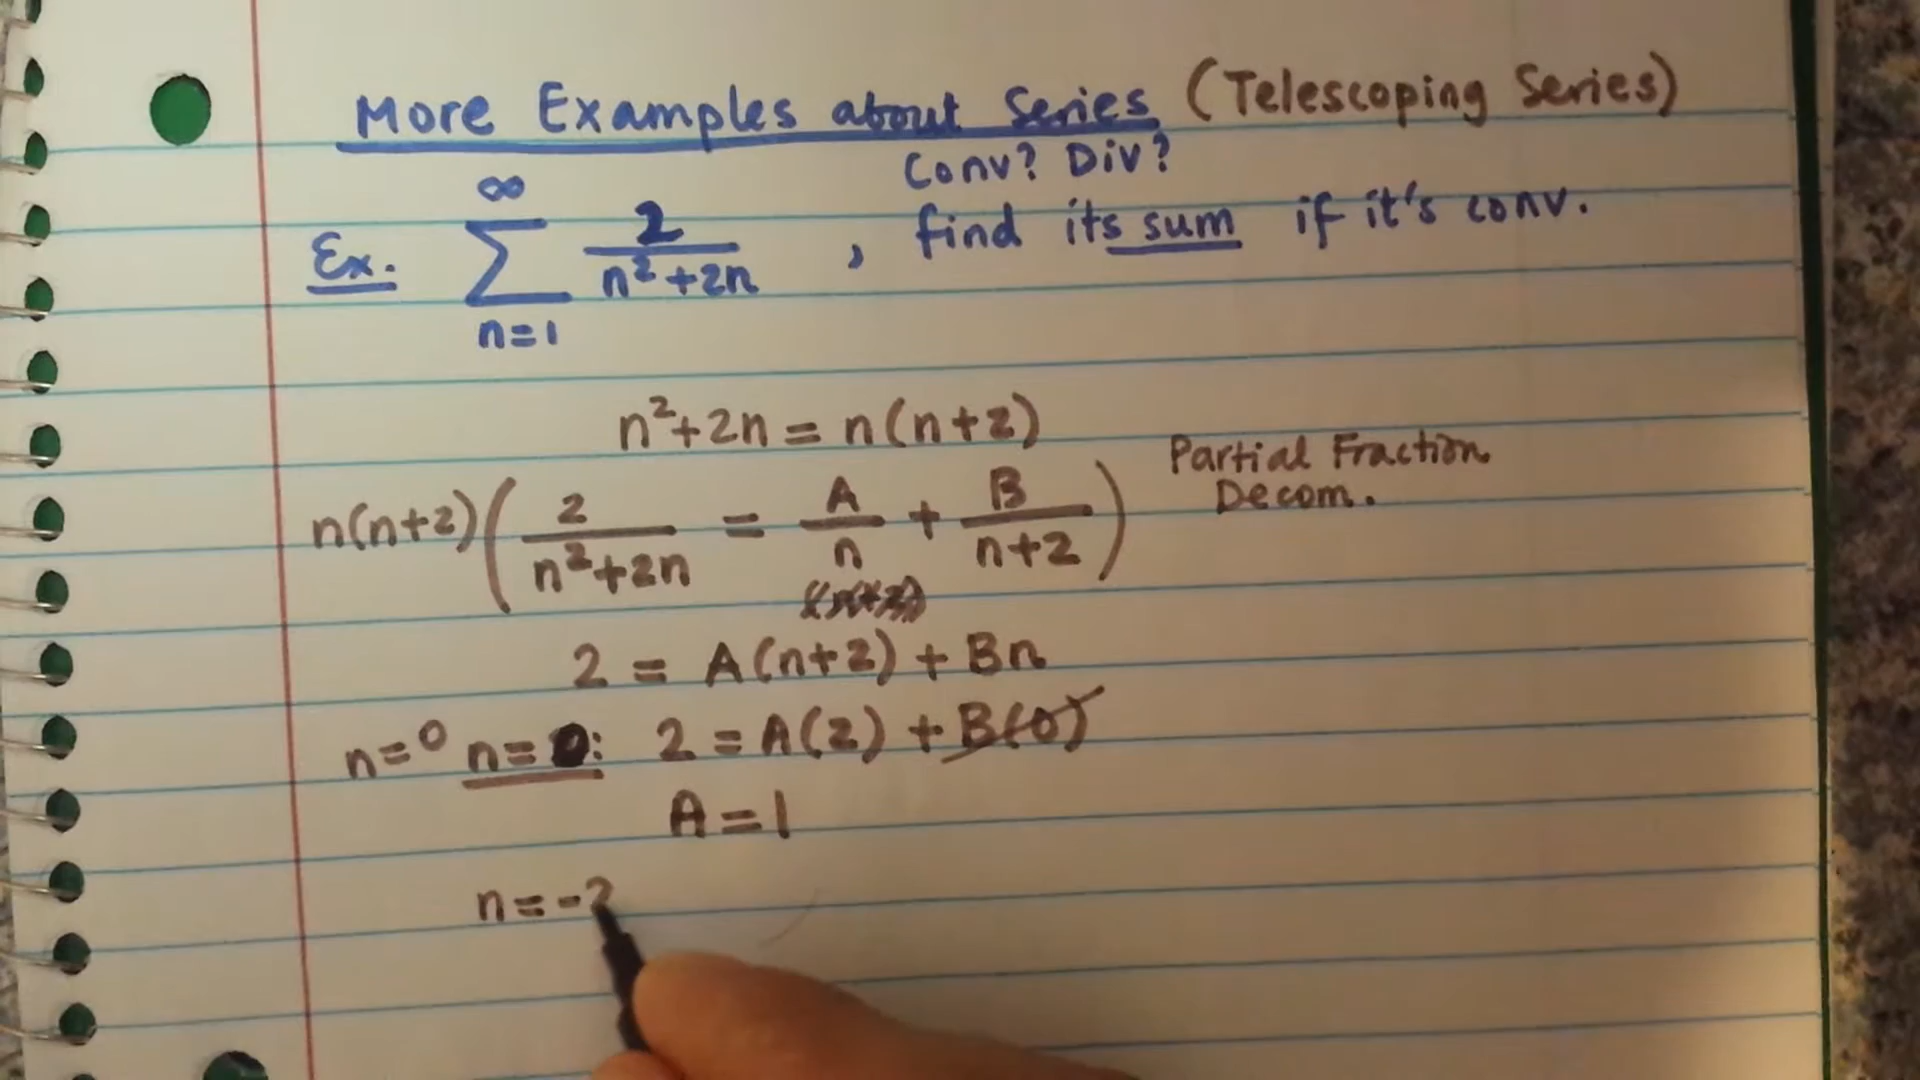 More Examples about Series (Telescoping Series)
Conv? Div?
Ex. ∞ ∑ n=1 2/(n²+2n) , find its sum if it's conv.
n²+2n = n(n+2)
Partial Fraction
Decom.
n(n+2)( 2/(n²+2n) = A/n + B/(n+2) )
2 = A(n+2) + Bn
n=0 n=0: 2 = A(2) + B(0)
A = 1
n=-2